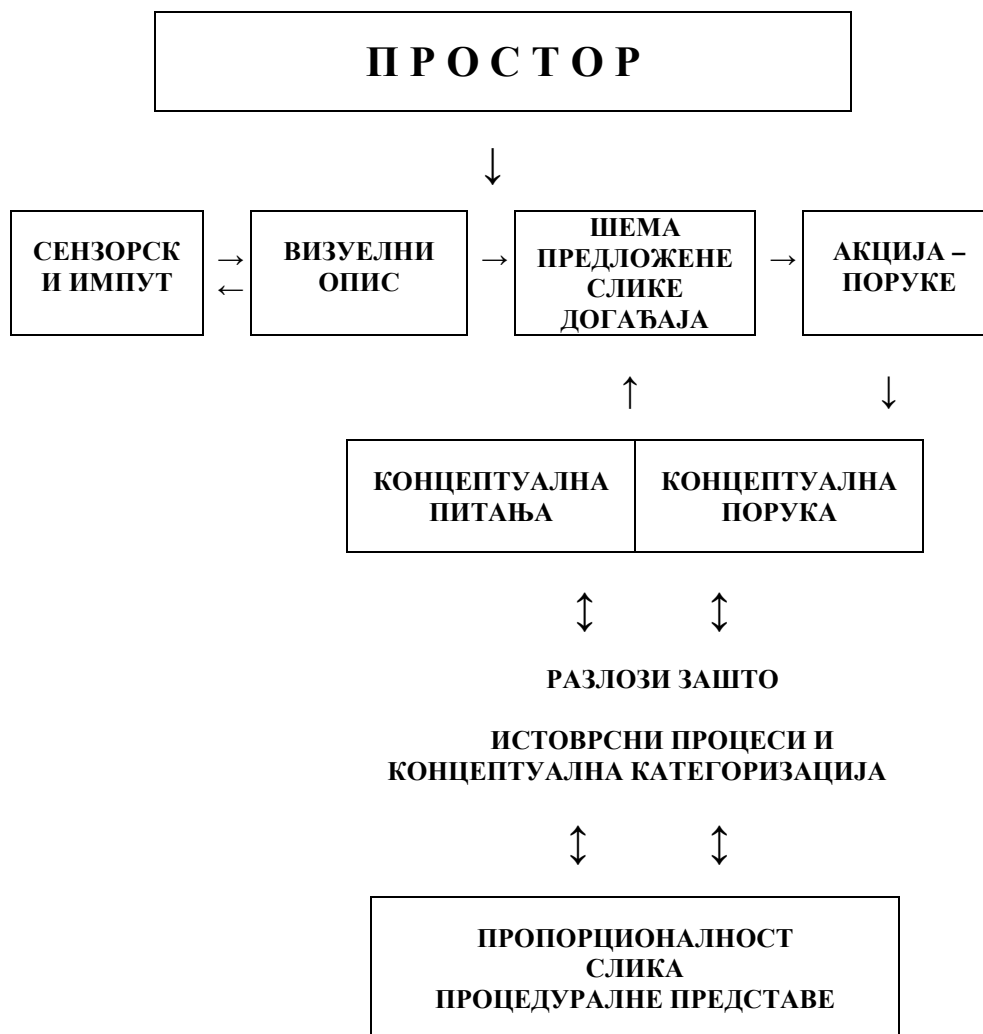 П Р О С Т О Р
СЕНЗОРСК
И ИМПУТ
ВИЗУЕЛНИ
ОПИС
ШЕМА
ПРЕДЛОЖЕНЕ
СЛИКЕ
ДОГАЂАЈА
АКЦИЈА –
ПОРУКЕ
КОНЦЕПТУАЛНА
ПИТАЊА
КОНЦЕПТУАЛНА
ПОРУКА
РАЗЛОЗИ ЗАШТО
ИСТОВРСНИ ПРОЦЕСИ И
КОНЦЕПТУАЛНА КАТЕГОРИЗАЦИЈА
ПРОПОРЦИОНАЛНОСТ
СЛИКА
ПРОЦЕДУРАЛНЕ ПРЕДСТАВЕ